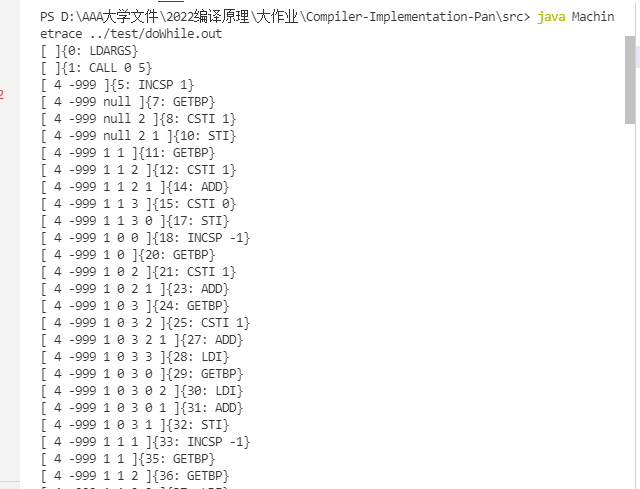 PS D:\AAA大学文件\2022编译原理\大作业\Compiler-Implementation-Pan\src> java Machin
etrace ../test/doWhile.out
[ ]{0: LDARGS}
[ ]{1: CALL 0 5}
[ 4 -999 ]{5: INCSP 1}
[ 4 -999 null ]{7: GETBP}
[ 4 -999 null 2 ]{8: CSTI 1}
[ 4 -999 null 2 1 ]{10: STI}
[ 4 -999 1 1 ]{11: GETBP}
[ 4 -999 1 1 2 ]{12: CSTI 1}
[ 4 -999 1 1 2 1 ]{14: ADD}
[ 4 -999 1 1 3 ]{15: CSTI 0}
[ 4 -999 1 1 3 0 ]{17: STI}
[ 4 -999 1 0 0 ]{18: INCSP -1}
[ 4 -999 1 0 ]{20: GETBP}
[ 4 -999 1 0 2 ]{21: CSTI 1}
[ 4 -999 1 0 2 1 ]{23: ADD}
[ 4 -999 1 0 3 ]{24: GETBP}
[ 4 -999 1 0 3 2 ]{25: CSTI 1}
[ 4 -999 1 0 3 2 1 ]{27: ADD}
[ 4 -999 1 0 3 3 ]{28: LDI}
[ 4 -999 1 0 3 0 ]{29: GETBP}
[ 4 -999 1 0 3 0 2 ]{30: LDI}
[ 4 -999 1 0 3 0 1 ]{31: ADD}
[ 4 -999 1 0 3 1 ]{32: STI}
[ 4 -999 1 1 1 ]{33: INCSP -1}
[ 4 -999 1 1 ]{35: GETBP}
[ 4 -999 1 1 2 ]{36: GETBP}